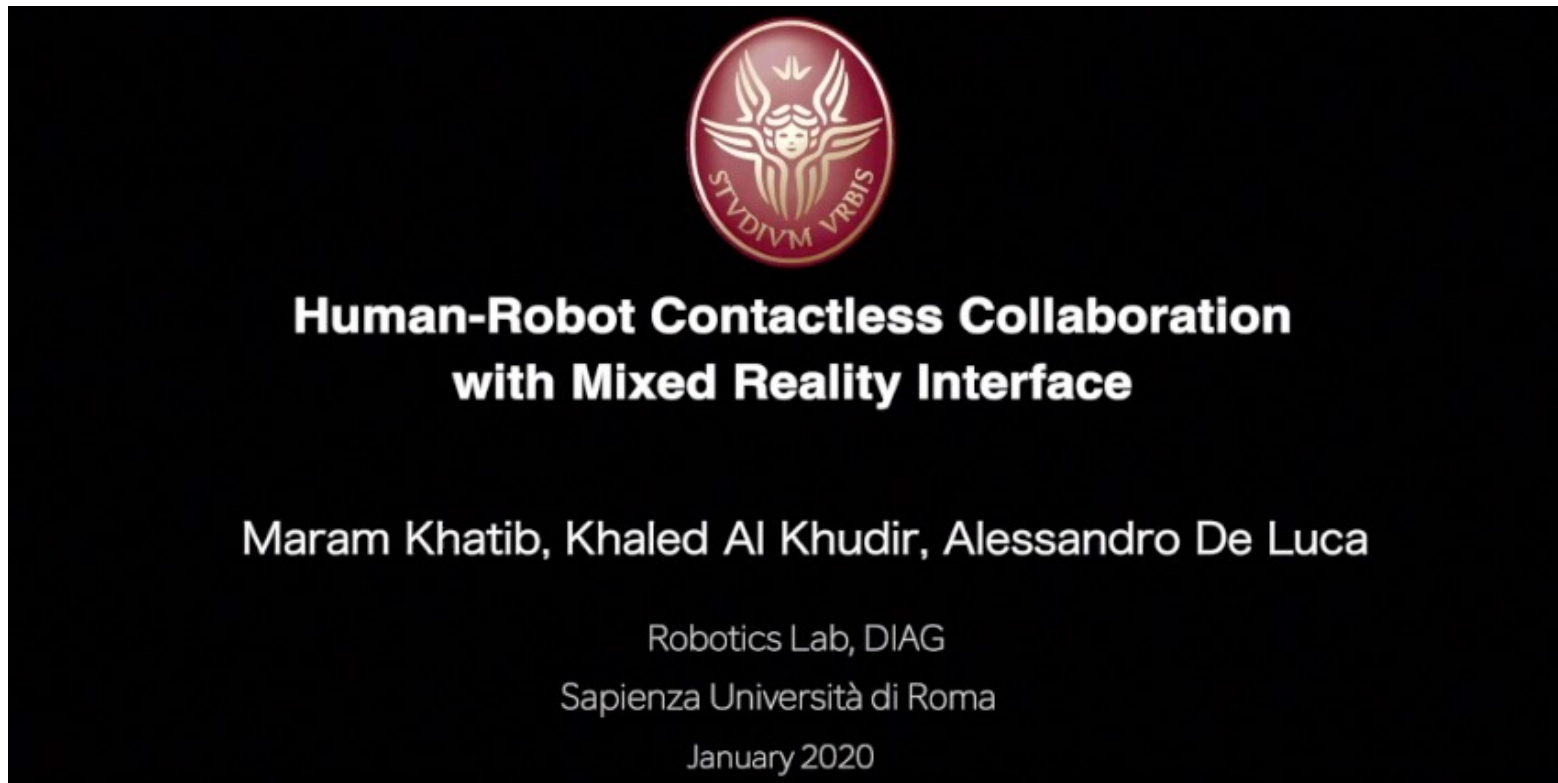 STVDIVM VRBIS
Human-Robot Contactless Collaboration
with Mixed Reality Interface
Maram Khatib, Khaled Al Khudir, Alessandro De Luca
Robotics Lab, DIAG
Sapienza Università di Roma
January 2020